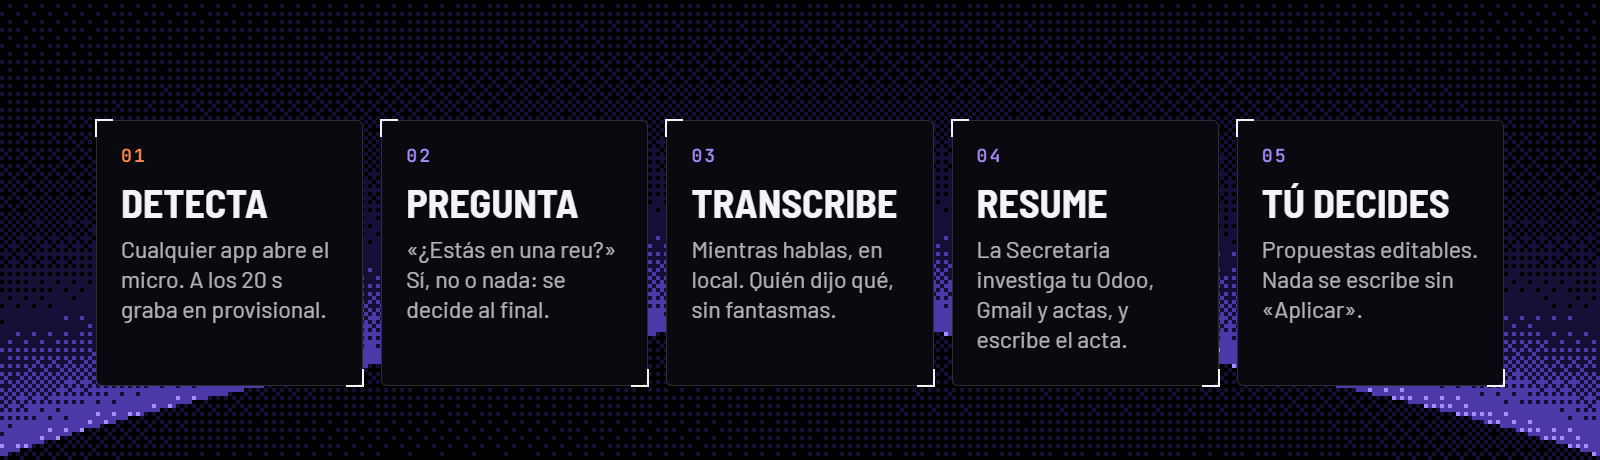 01
DETECTA
Cualquier app abre el
micro. A los 20 s
graba en provisional.
02
PREGUNTA
«¿Estás en una reu?»
Sí, no o nada: se
decide al final.
03
TRANSCRIBE
Mientras hablas, en
local. Quién dijo qué,
sin fantasmas.
04
RESUME
La Secretaria
investiga tu Odoo,
Gmail y actas, y
escribe el acta.
05
TÚ DECIDES
Propuestas editables.
Nada se escribe sin
«Aplicar».